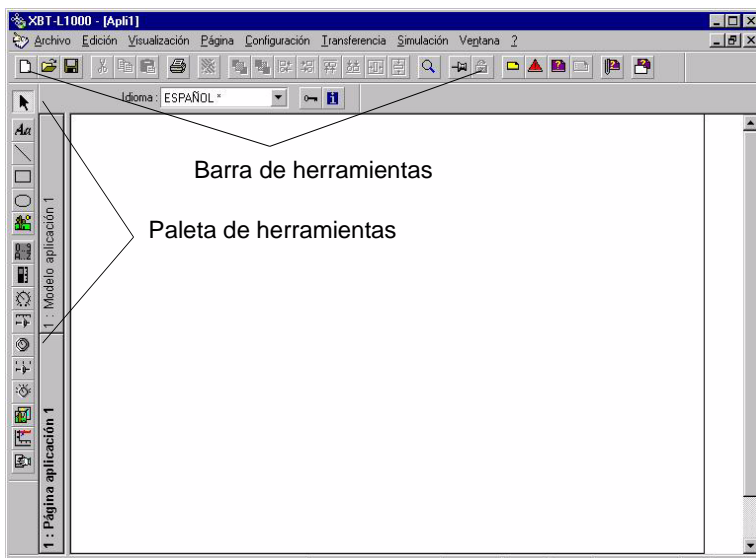 XBT-L1000 - [Apli1]
Archivo Edición Visualización Página Configuración Transferencia Simulación Ventana ?
Idioma : ESPAÑOL *
Aa
Barra de herramientas
Paleta de herramientas
1 : Modelo aplicación 1
1 : Página aplicación 1